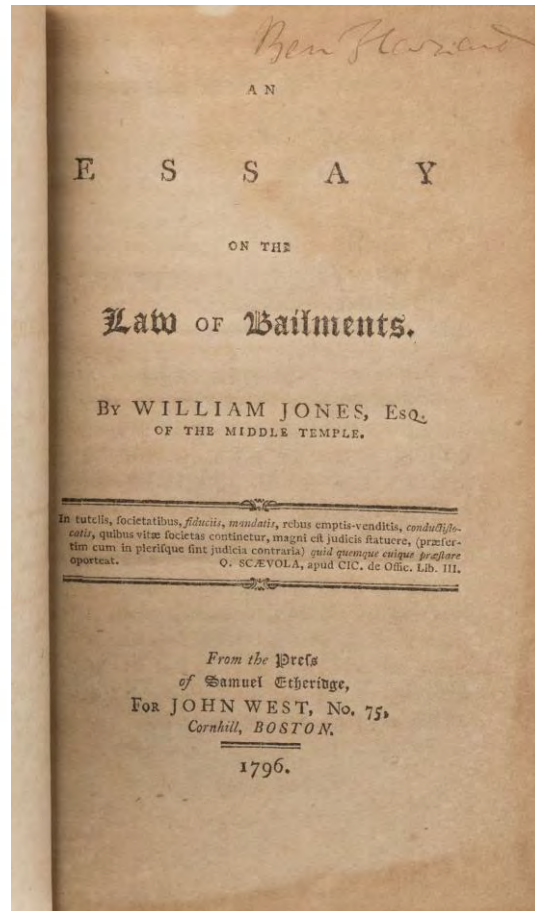 Ben
AN
ESSAY
ON THE
Law OF Bailments.
BY WILLIAM JONES, ESQ.
OF THE MIDDLE TEMPLE.
In tutelis, ſocietatibus, fiduciis, mandatis, rebus emptis-venditis, conductiſlo-
catis, quibus vitæ ſocietas continetur, magni eſt judicis ſtatuere, (præſer-
tim cum in pleriſque ſint judicia contraria) quid quemque cuique præſtare
oporteat. Q. SCÆVOLA, apud CIC. de Offic. Lib. III.
From the Preſs
of Samuel Etheridge,
FOR JOHN WEST, No. 75,
Cornhill, BOSTON.
1796.